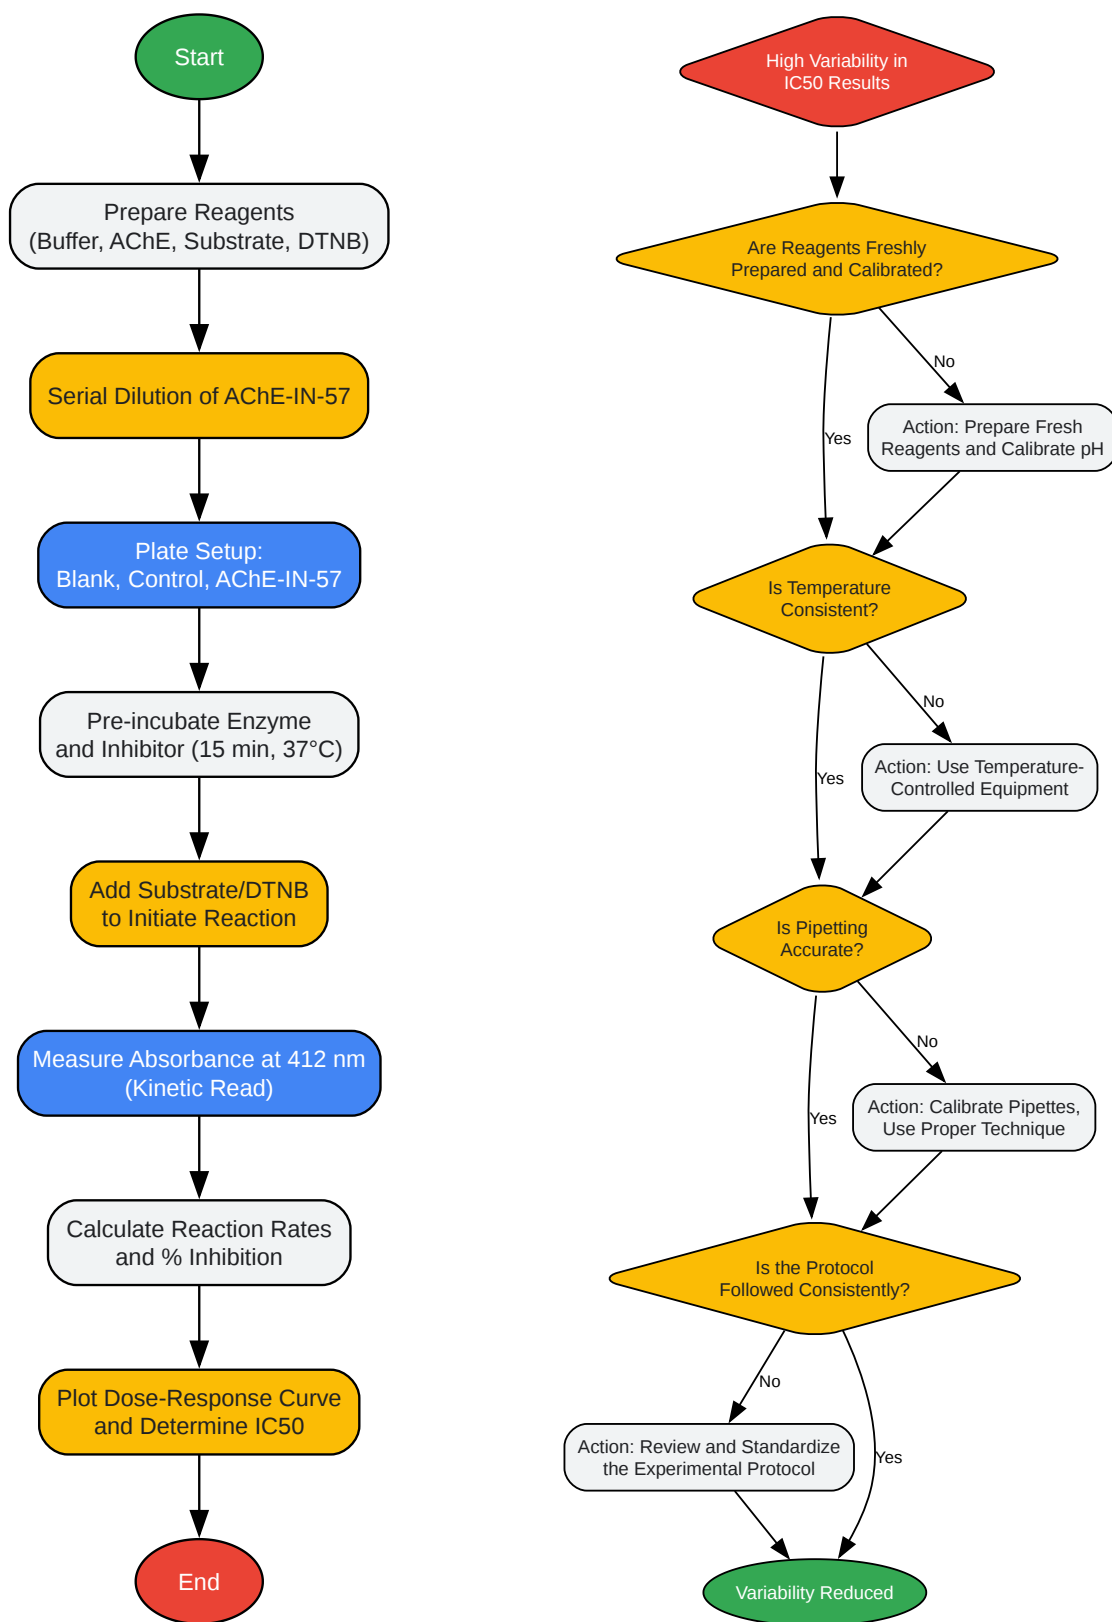 Start
Prepare Reagents
(Buffer, AChE, Substrate, DTNB)
Serial Dilution of AChE-IN-57
Plate Setup:
Blank, Control, AChE-IN-57
Pre-incubate Enzyme
and Inhibitor (15 min, 37°C)
Add Substrate/DTNB
to Initiate Reaction
Measure Absorbance at 412 nm
(Kinetic Read)
Calculate Reaction Rates
and % Inhibition
Plot Dose-Response Curve
and Determine IC50
End
High Variability in
IC50 Results
Are Reagents Freshly
Prepared and Calibrated?
No
Yes
Action: Prepare Fresh
Reagents and Calibrate pH
Is Temperature
Consistent?
No
Yes
Action: Use Temperature-
Controlled Equipment
Is Pipetting
Accurate?
No
Yes
Action: Calibrate Pipettes,
Use Proper Technique
Is the Protocol
Followed Consistently?
No
Yes
Action: Review and Standardize
the Experimental Protocol
Variability Reduced